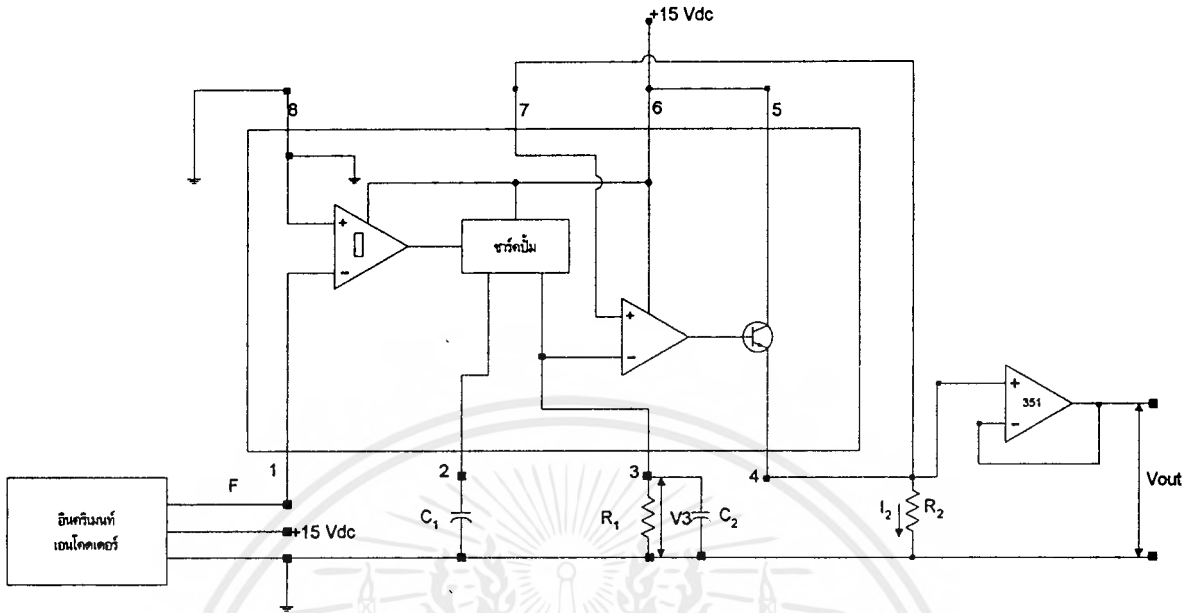 +15 Vdc
8
7
6
5
+
−
ชาร์คปั้ม
+
−
+
351
−
1
2
3
4
F
อินคริเมนท์
เอนโคดเดอร์
+15 Vdc
C1
R1
V3
C2
I2
R2
Vout